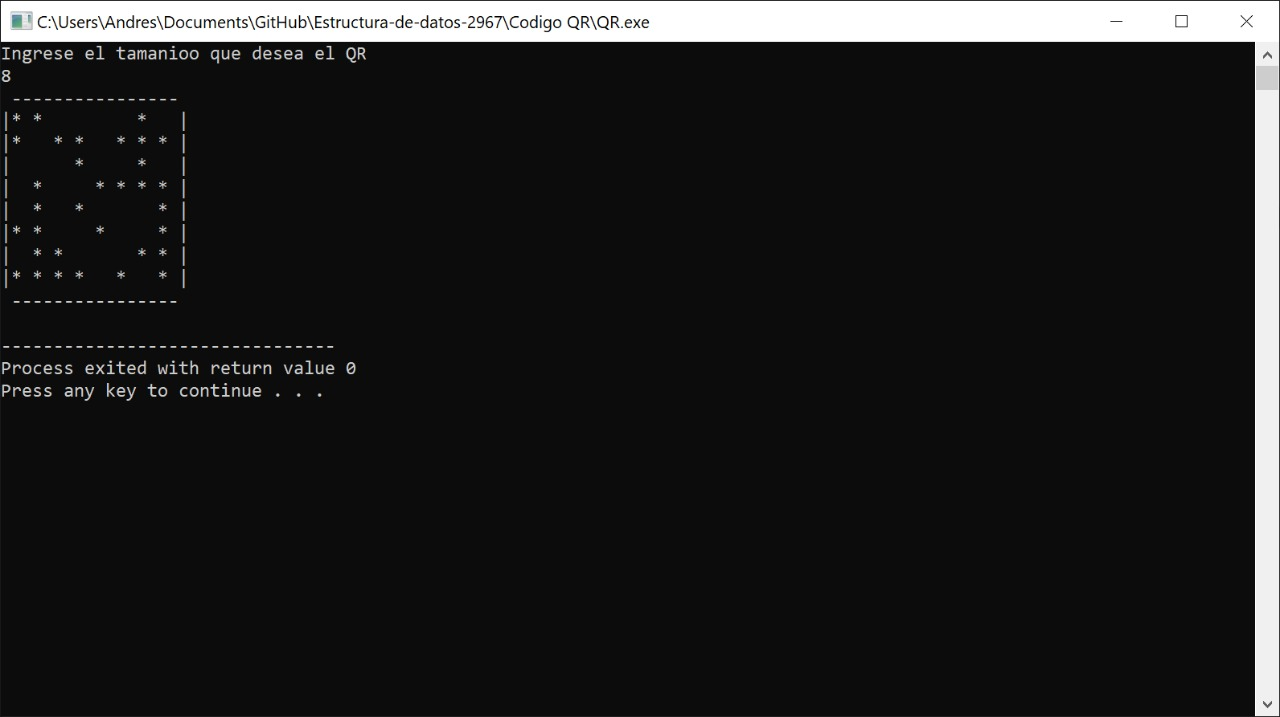 C:\Users\Andres\Documents\GitHub\Estructura-de-datos-2967\Codigo QR\QR.exe
Ingrese el tamanioo que desea el QR
8
 ----------------
|* *         *   |
|*   * *   * * * |
|      *     *   |
|  *     * * * * |
|  *   *       * |
|* *     *     * |
|  * *       * * |
|* * * *   *   * |
 ----------------
--------------------------------
Process exited with return value 0
Press any key to continue . . .